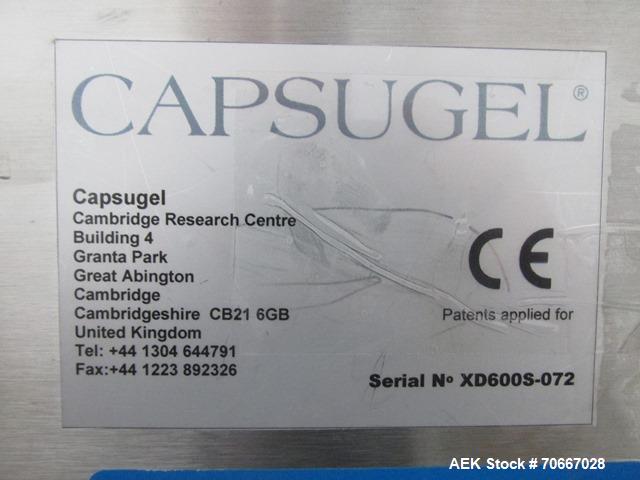 CAPSUGEL®
Capsugel
Cambridge Research Centre
Building 4
Granta Park
Great Abington
Cambridge
Cambridgeshire CB21 6GB
United Kingdom
Tel: +44 1304 644791
Fax:+44 1223 892326
CE
Patents applied for
Serial Nº XD600S-072
AEK Stock # 70667028